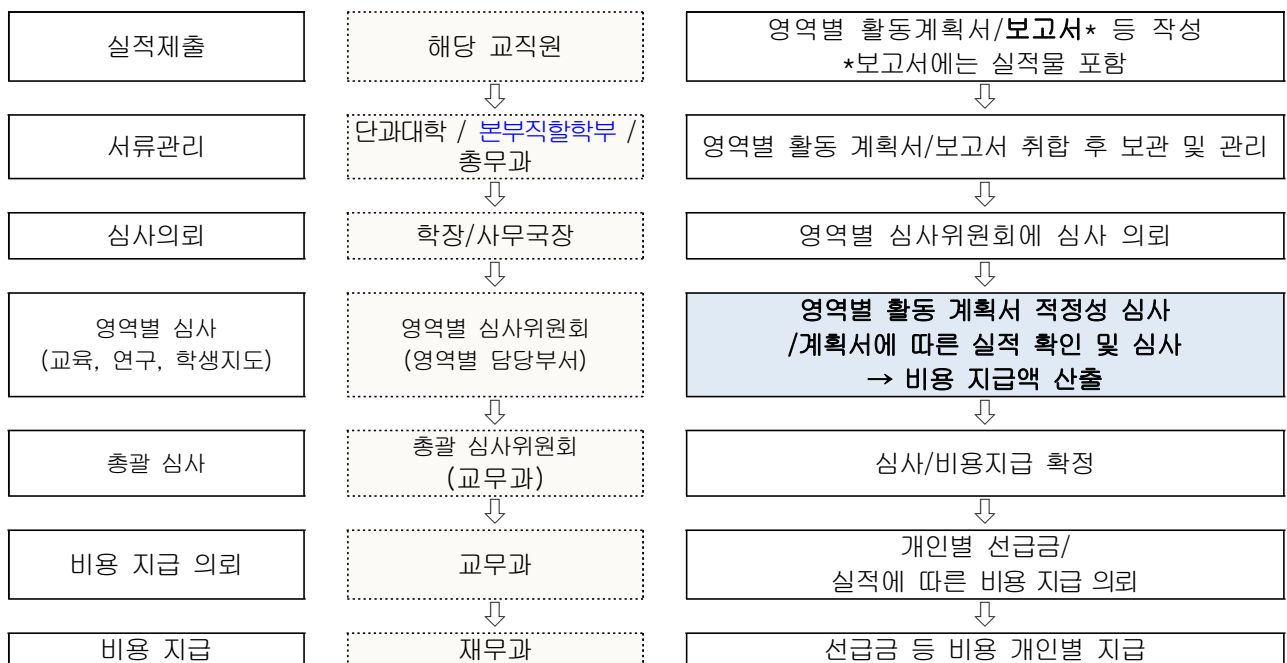 실적제출
해당 교직원
영역별 활동계획서/보고서* 등 작성
*보고서에는 실적물 포함
⇩ ⇩
서류관리
단과대학 / 본부직할학부 /
총무과
영역별 활동 계획서/보고서 취합 후 보관 및 관리
⇩ ⇩
심사의뢰
학장/사무국장
영역별 심사위원회에 심사 의뢰
⇩ ⇩
영역별 심사
(교육, 연구, 학생지도)
영역별 심사위원회
(영역별 담당부서)
영역별 활동 계획서 적정성 심사
/계획서에 따른 실적 확인 및 심사
→ 비용 지급액 산출
⇩ ⇩
총괄 심사
총괄 심사위원회
(교무과)
심사/비용지급 확정
⇩ ⇩
비용 지급 의뢰
교무과
개인별 선급금/
실적에 따른 비용 지급 의뢰
⇩ ⇩
비용 지급
재무과
선급금 등 비용 개인별 지급